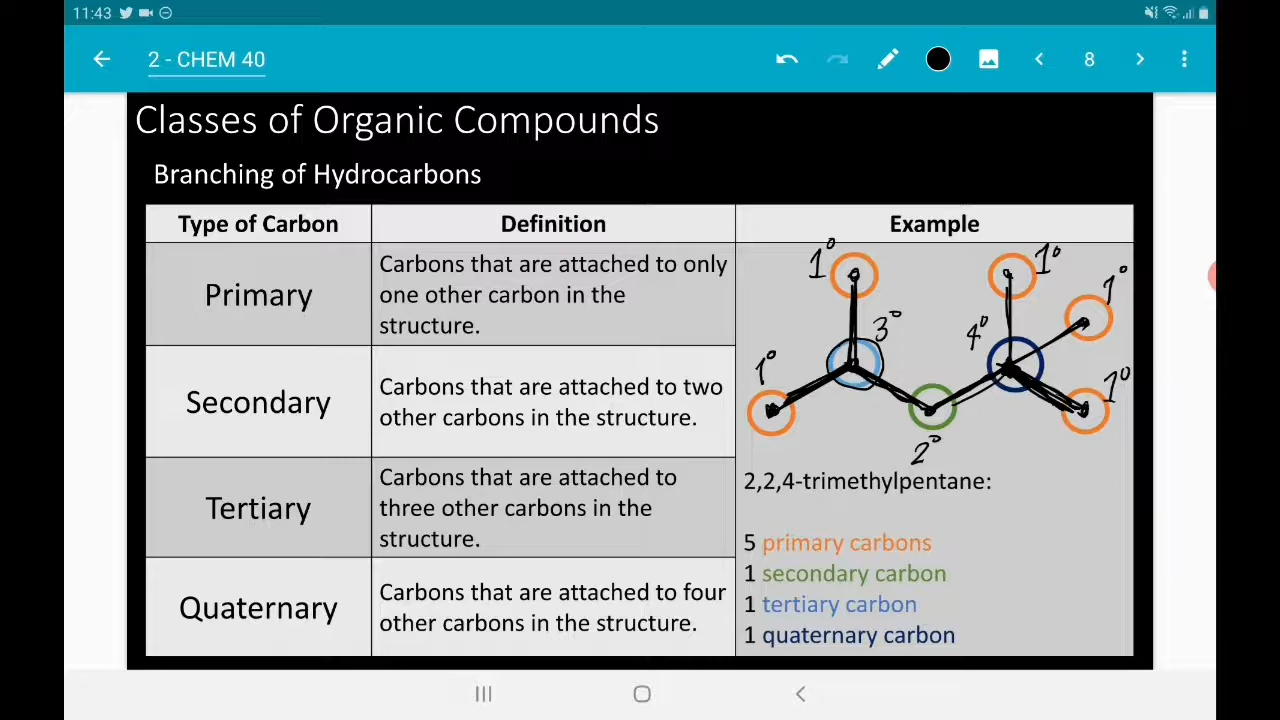 11:43
2 - CHEM 40
8
Classes of Organic Compounds
Branching of Hydrocarbons
Type of Carbon
Definition
Example
Primary
Carbons that are attached to only
one other carbon in the
structure.
Secondary
Carbons that are attached to two
other carbons in the structure.
Tertiary
Carbons that are attached to
three other carbons in the
structure.
Quaternary
Carbons that are attached to four
other carbons in the structure.
1°
1°
1°
3°
4°
1°
1°
2°
2,2,4-trimethylpentane:
5 primary carbons
1 secondary carbon
1 tertiary carbon
1 quaternary carbon